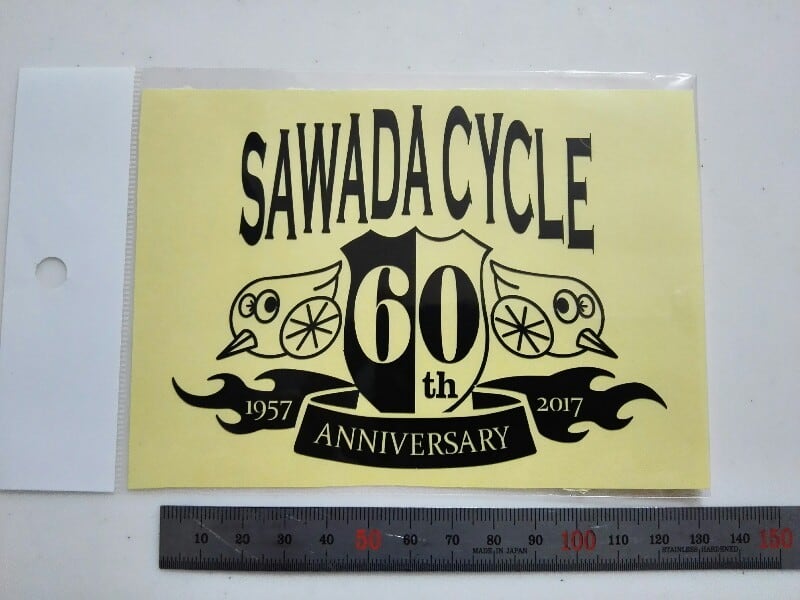 SAWADA CYCLE
60
th
1957
2017
ANNIVERSARY
10 20 30 40 50 60 70 80 90 100 110 120 130 140 150
MADE IN JAPAN
STAINLESS HARDENED